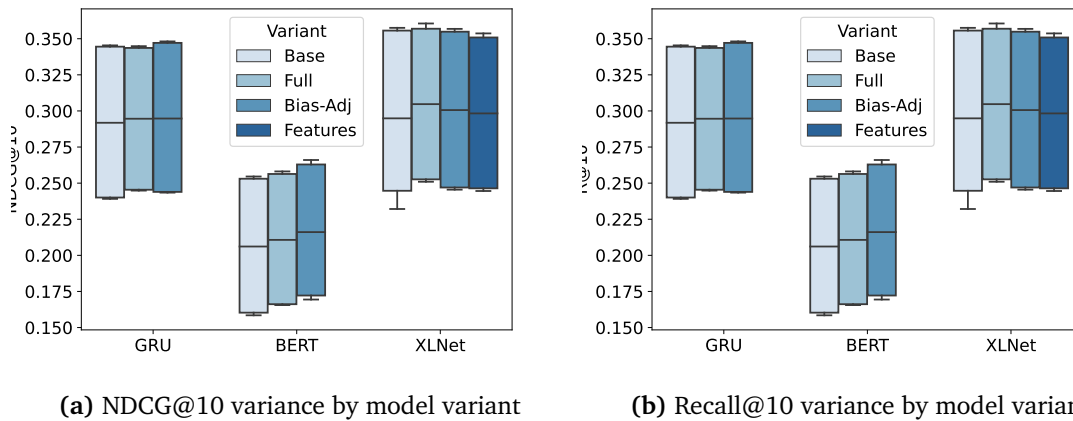 0.350
0.325
0.300
0.275
0.250
0.225
0.200
0.175
0.150
NDCG@10
Variant
Base
Full
Bias-Adj
Features
GRU BERT XLNet
(a) NDCG@10 variance by model variant
0.350
0.325
0.300
0.275
0.250
0.225
0.200
0.175
0.150
R@10
Variant
Base
Full
Bias-Adj
Features
GRU BERT XLNet
(b) Recall@10 variance by model varian